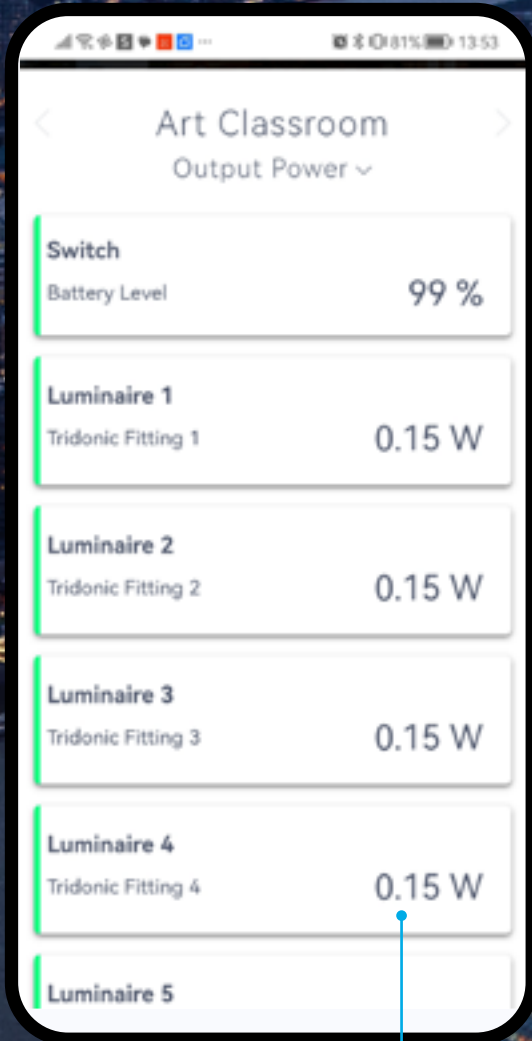 81% 13:53
Art Classroom
Output Power
Switch
Battery Level
99 %
Luminaire 1
Tridonic Fitting 1
0.15 W
Luminaire 2
Tridonic Fitting 2
0.15 W
Luminaire 3
Tridonic Fitting 3
0.15 W
Luminaire 4
Tridonic Fitting 4
0.15 W
Luminaire 5